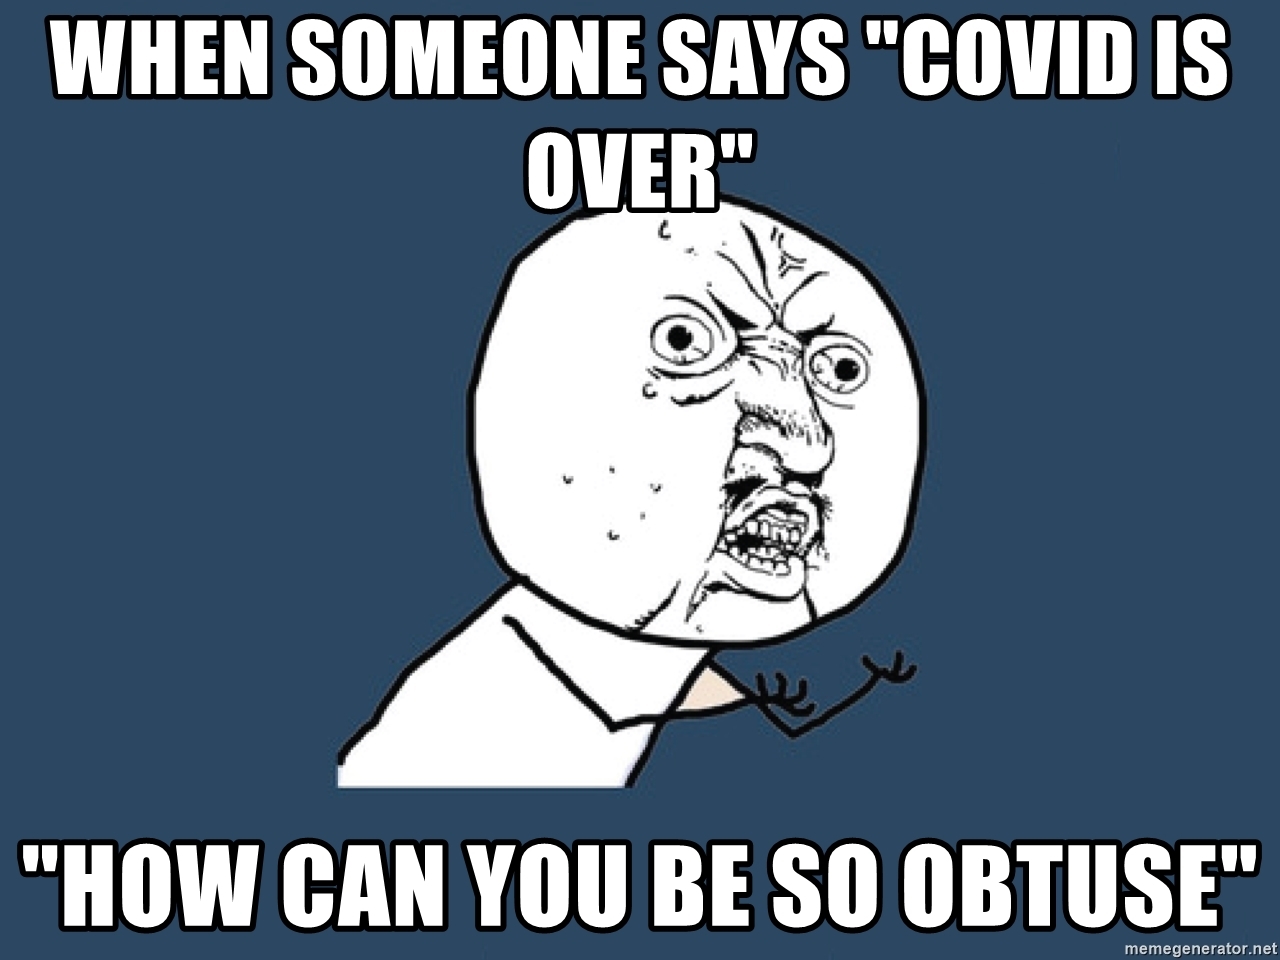 WHEN SOMEONE SAYS "COVID IS
OVER"
"HOW CAN YOU BE SO OBTUSE"
memegenerator.net